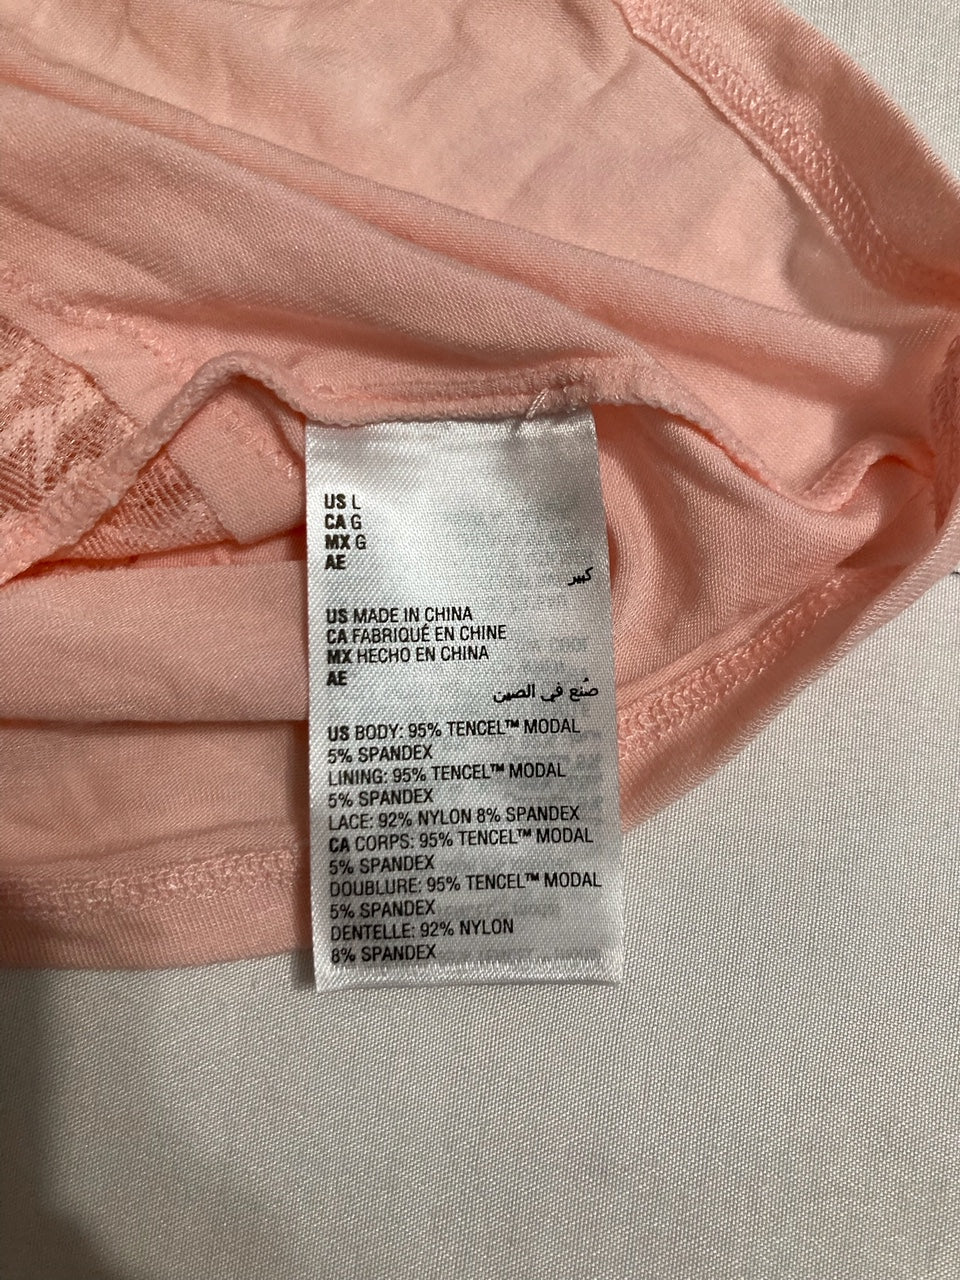 US L
CA G
MX G
AE
كبير
US MADE IN CHINA
CA FABRIQUÉ EN CHINE
MX HECHO EN CHINA
AE
صُنع في الصين
US BODY: 95% TENCEL™ MODAL
5% SPANDEX
LINING: 95% TENCEL™ MODAL
5% SPANDEX
LACE: 92% NYLON 8% SPANDEX
CA CORPS: 95% TENCEL™ MODAL
5% SPANDEX
DOUBLURE: 95% TENCEL™ MODAL
5% SPANDEX
DENTELLE: 92% NYLON
8% SPANDEX